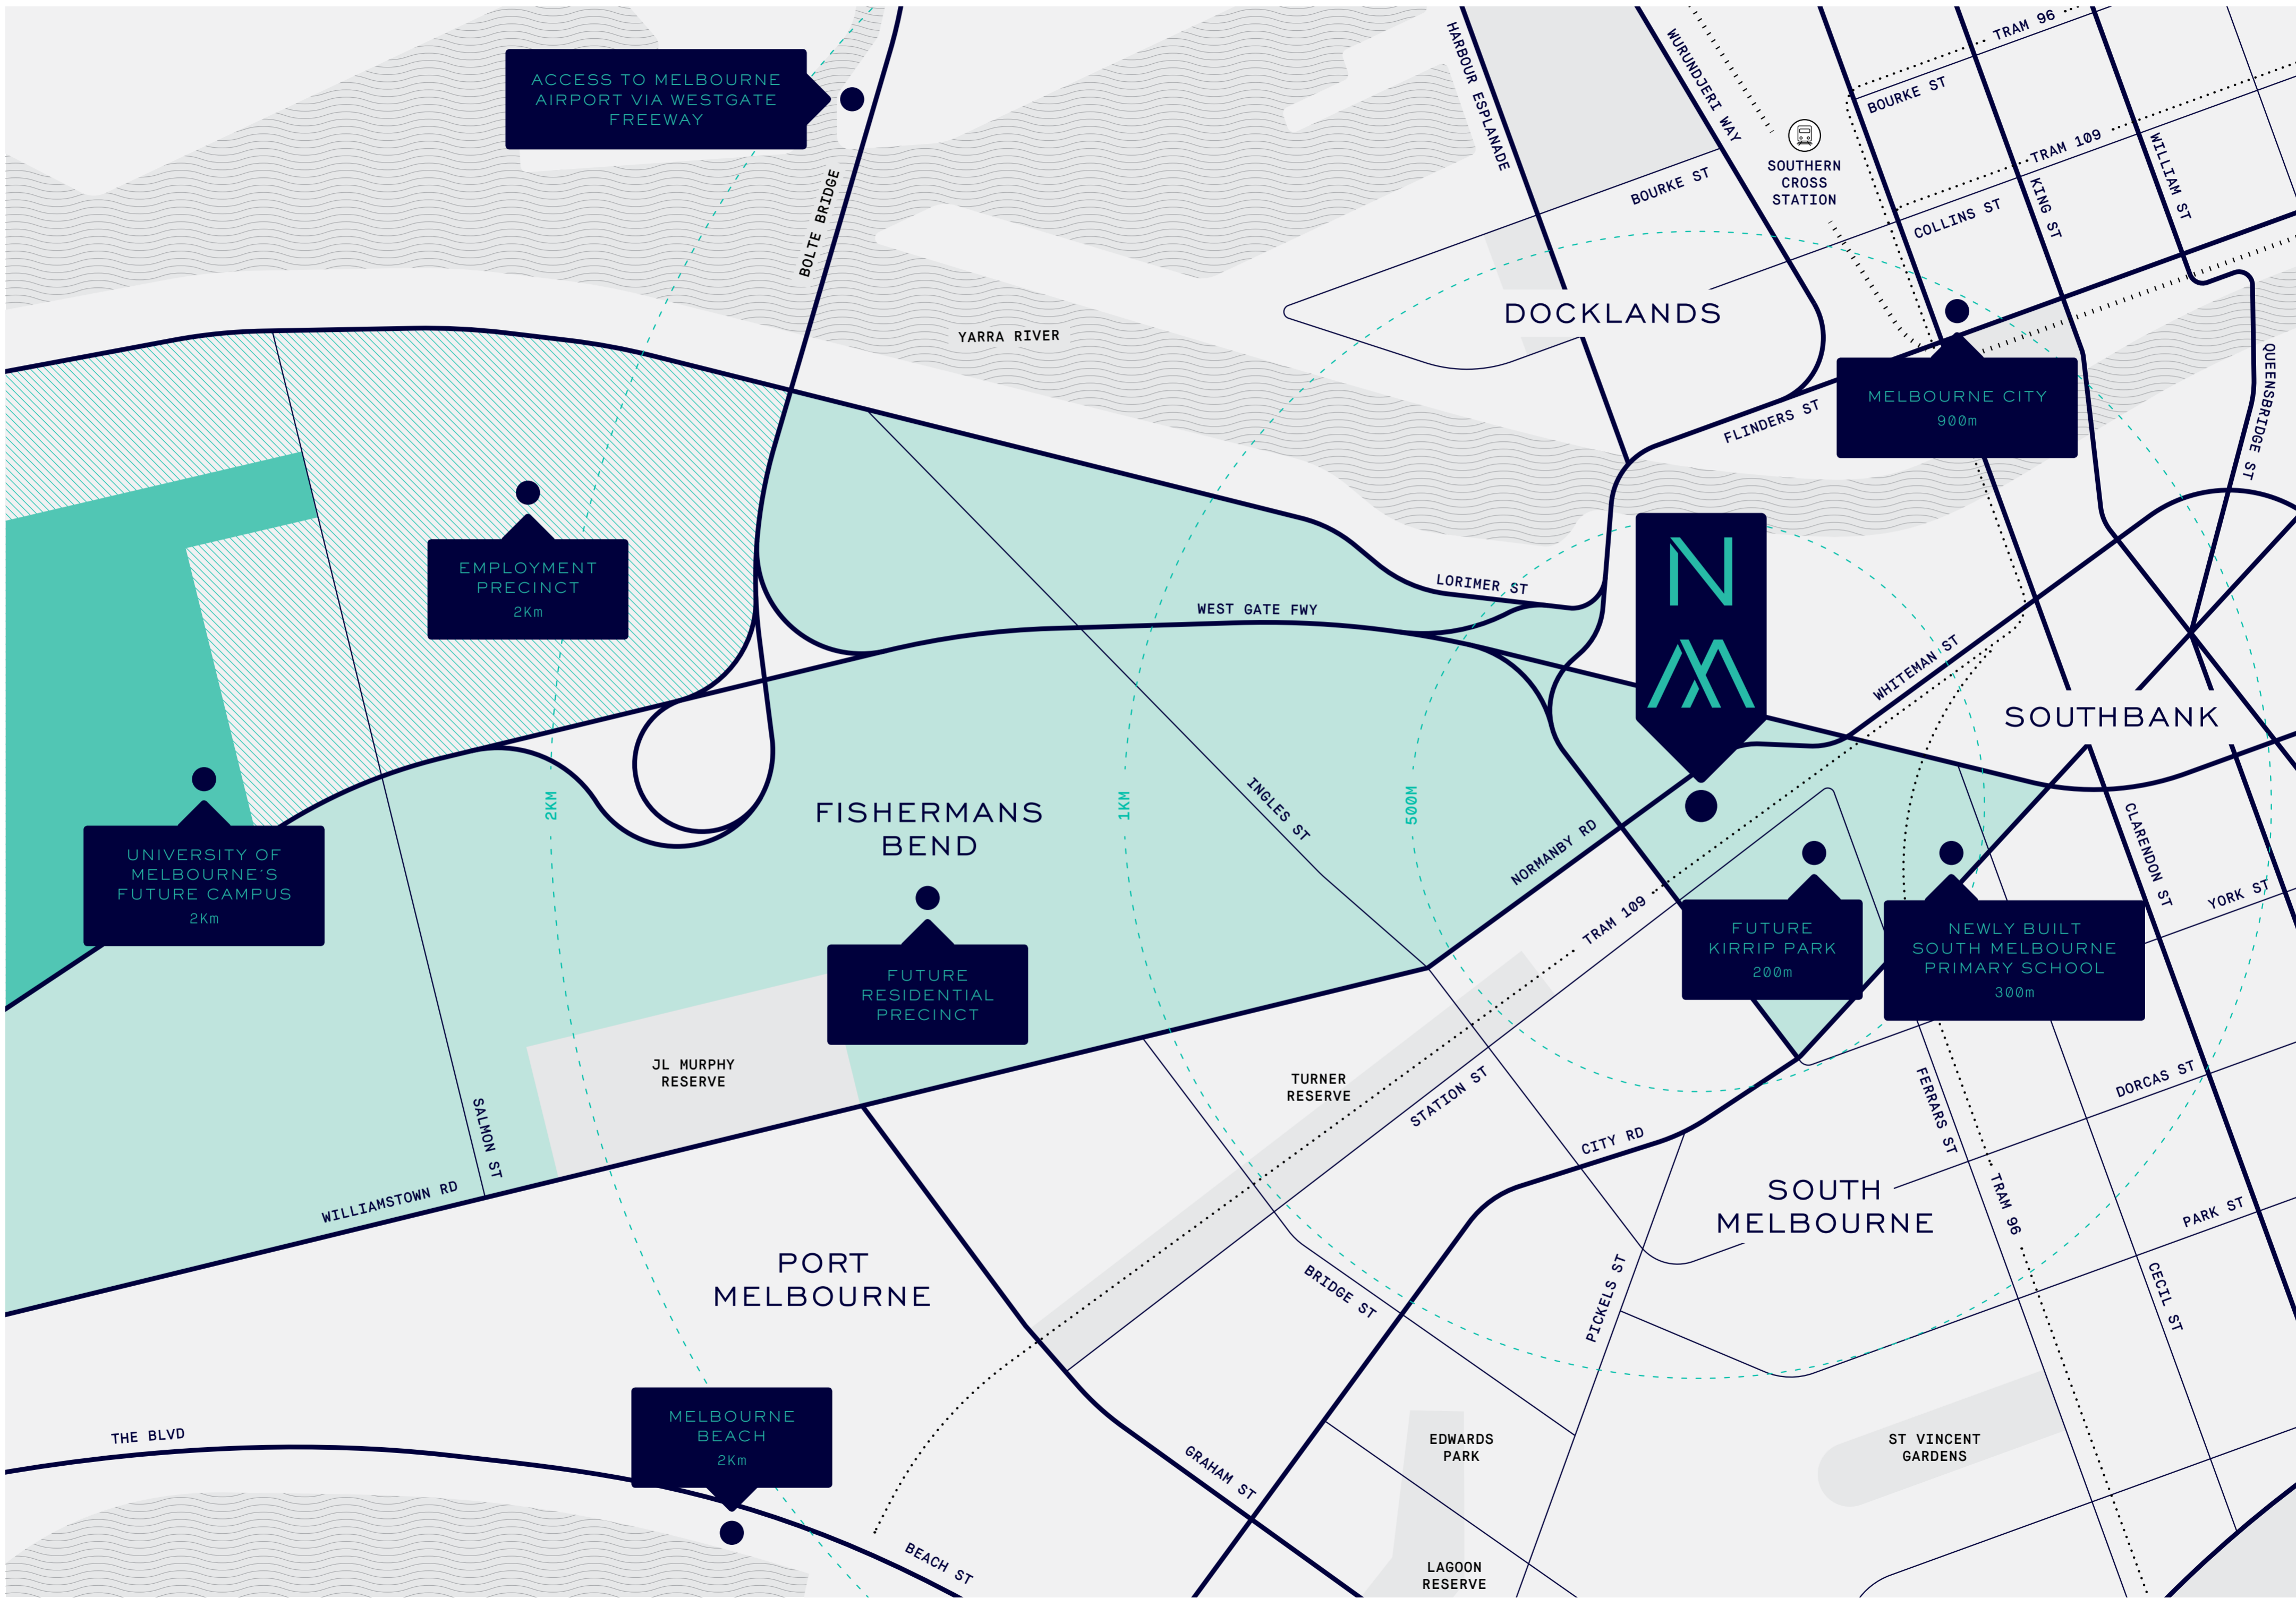 ACCESS TO MELBOURNE
AIRPORT VIA WESTGATE
FREEWAY
BOLTE BRIDGE
YARRA RIVER
HARBOUR ESPLANADE
WURUNDJERI WAY
BOURKE ST
SOUTHERN
CROSS
STATION
TRAM 96
BOURKE ST
TRAM 109
WILLIAM ST
KING ST
COLLINS ST
DOCKLANDS
FLINDERS ST
MELBOURNE CITY
900m
QUEENSBRIDGE ST
EMPLOYMENT
PRECINCT
2Km
WEST GATE FWY
LORIMER ST
N
M
WHITEMAN ST
SOUTHBANK
2KM
1KM
500M
UNIVERSITY OF
MELBOURNE'S
FUTURE CAMPUS
2Km
FISHERMANS
BEND
INGLES ST
NORMANBY RD
TRAM 109
FUTURE
RESIDENTIAL
PRECINCT
FUTURE
KIRRIP PARK
200m
NEWLY BUILT
SOUTH MELBOURNE
PRIMARY SCHOOL
300m
CLARENDON ST
YORK ST
JL MURPHY
RESERVE
TURNER
RESERVE
STATION ST
SALMON ST
WILLIAMSTOWN RD
CITY RD
FERRARS ST
DORCAS ST
TRAM 96
PARK ST
SOUTH
MELBOURNE
PORT
MELBOURNE
BRIDGE ST
PICKELS ST
CECIL ST
THE BLVD
MELBOURNE
BEACH
2Km
BEACH ST
GRAHAM ST
EDWARDS
PARK
ST VINCENT
GARDENS
LAGOON
RESERVE